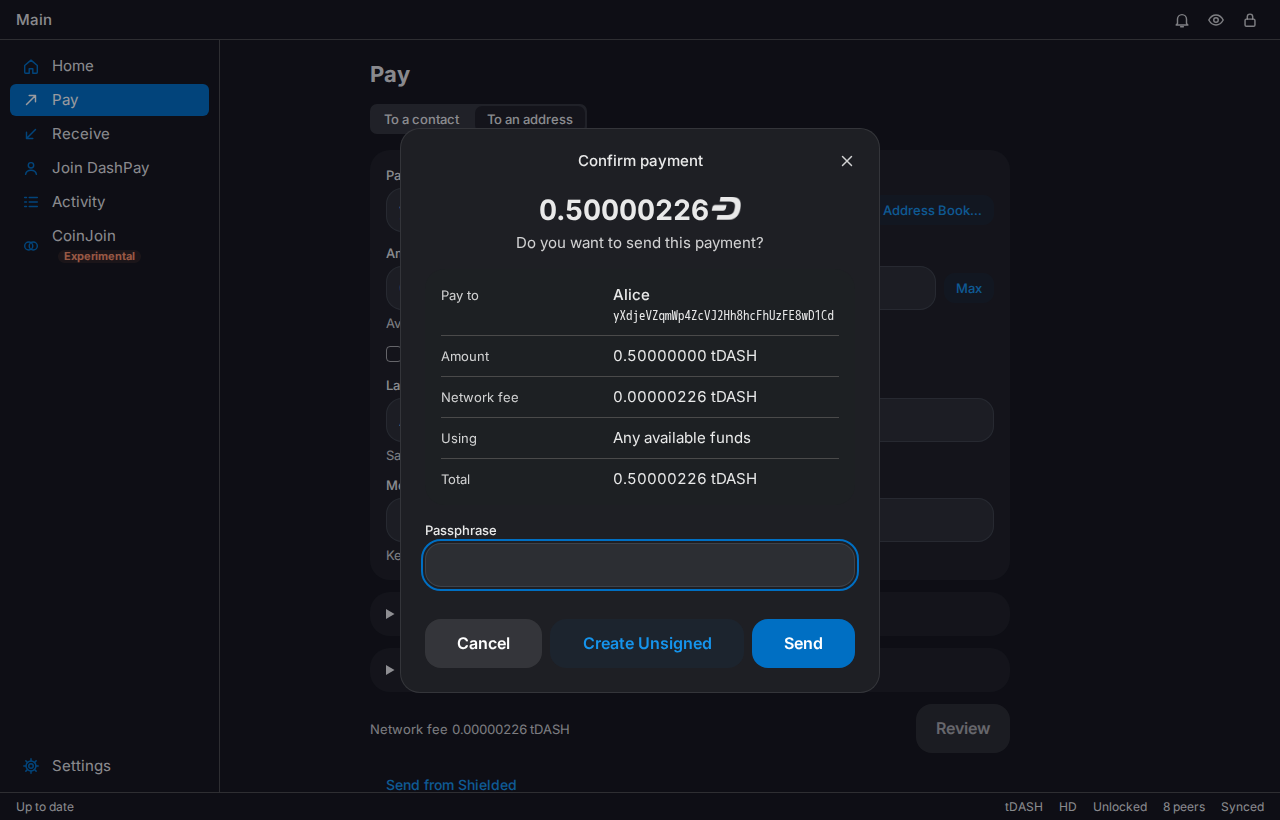 Main
Home
Pay
Receive
Join DashPay
Activity
CoinJoin
Experimental
Settings
Pay
To a contact
To an address
Address Book...
Max
Confirm payment
0.50000226
Do you want to send this payment?
Pay to
Alice
yXdjeVZqmWp4ZcVJ2Hh8hcFhUzFE8wD1Cd
Amount
0.50000000 tDASH
Network fee
0.00000226 tDASH
Using
Any available funds
Total
0.50000226 tDASH
Passphrase
Cancel
Create Unsigned
Send
Network fee 0.00000226 tDASH
Review
Send from Shielded
Up to date
tDASH
HD
Unlocked
8 peers
Synced